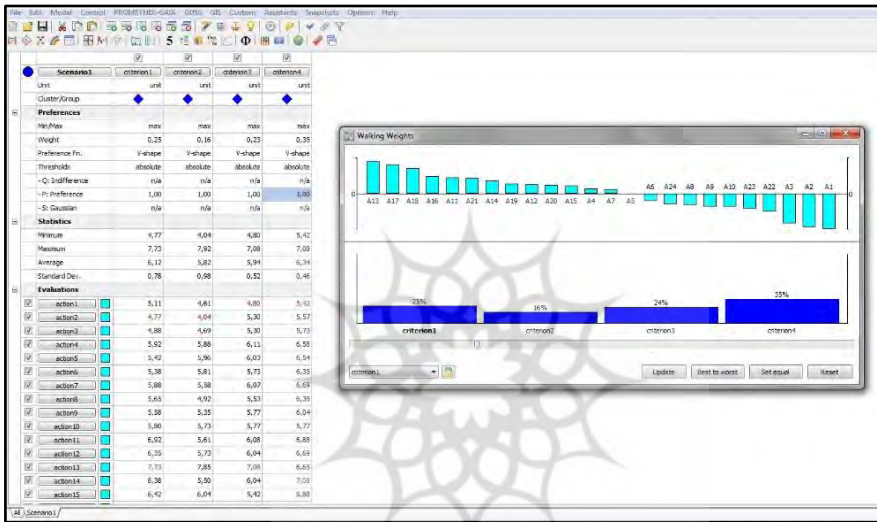 File Edit Model Control PROMETHEE-GAIA GDSS GIS Custom Assistants Snapshots Options Help
Scenario1 criterion1 criterion2 criterion3 criterion4
Unit unit unit unit unit
Cluster/Group
Preferences
Min/Max max max max max
Weight 0,25 0,16 0,23 0,35
Preference Fn. V-shape V-shape V-shape V-shape
Thresholds absolute absolute absolute absolute
- Q: Indifference n/a n/a n/a n/a
- P: Preference 1,00 1,00 1,00 1,00
- S: Gaussian n/a n/a n/a n/a
Statistics
Minimum 4,77 4,04 4,80 5,42
Maximum 7,73 7,92 7,08 7,08
Average 6,12 5,82 5,94 6,34
Standard Dev. 0,78 0,98 0,52 0,46
Evaluations
action1 5,11 4,61 4,80 5,42
action2 4,77 4,04 5,30 5,57
action3 4,88 4,69 5,30 5,73
action4 5,92 5,88 6,11 6,58
action5 5,42 5,96 6,03 6,54
action6 5,38 5,81 5,73 6,35
action7 5,88 5,58 6,07 6,69
action8 5,65 4,92 5,53 6,35
action9 5,58 5,35 5,77 6,04
action10 5,80 5,73 5,77 5,77
action11 6,92 5,61 6,08 6,88
action12 6,35 5,73 6,04 6,69
action13 7,73 7,85 7,08 6,65
action14 6,38 5,50 6,04 7,08
action15 6,42 6,04 5,42 6,88
All Scenario1
Walking Weights
0 A13 A17 A18 A16 A11 A21 A14 A19 A12 A20 A15 A4 A7 A5 A6 A24 A8 A9 A10 A23 A22 A3 A2 A1 0
25% 16% 24% 35%
criterion1 criterion2 criterion3 criterion4
criterion1 Update Best to worst Set equal Reset